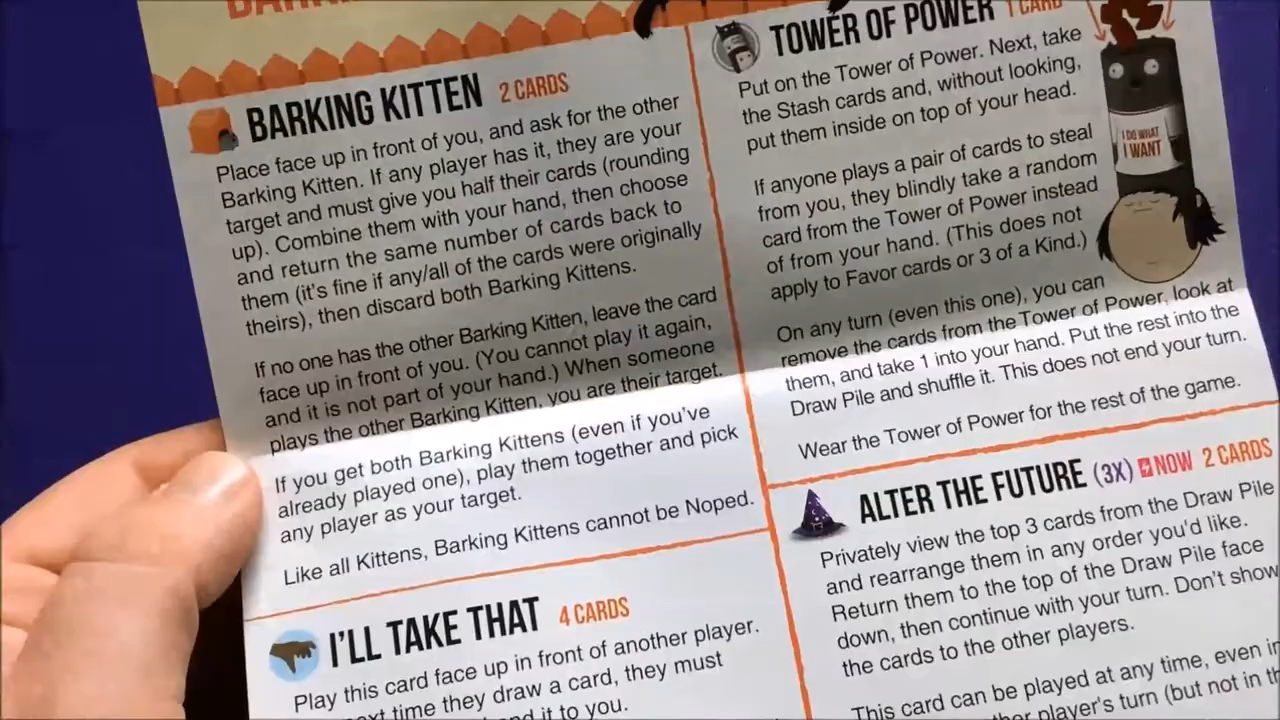 BARKING KITTEN 2 CARDS
Place face up in front of you, and ask for the other
Barking Kitten. If any player has it, they are your
target and must give you half their cards (rounding
up). Combine them with your hand, then choose
and return the same number of cards back to
them (it's fine if any/all of the cards were originally
theirs), then discard both Barking Kittens.
If no one has the other Barking Kitten, leave the card
face up in front of you. (You cannot play it again,
and it is not part of your hand.) When someone
plays the other Barking Kitten, you are their target.
If you get both Barking Kittens (even if you've
already played one), play them together and pick
any player as your target.
Like all Kittens, Barking Kittens cannot be Noped.
I'LL TAKE THAT 4 CARDS
Play this card face up in front of another player.
time they draw a card, they must
it to you.
TOWER OF POWER 1 CARD
Put on the Tower of Power. Next, take
the Stash cards and, without looking,
put them inside on top of your head.
If anyone plays a pair of cards to steal
from you, they blindly take a random
card from the Tower of Power instead
of from your hand. (This does not
apply to Favor cards or 3 of a Kind.)
On any turn (even this one), you can
remove the cards from the Tower of Power, look at
them, and take 1 into your hand. Put the rest into the
Draw Pile and shuffle it. This does not end your turn.
Wear the Tower of Power for the rest of the game.
I DO WHAT
I WANT
ALTER THE FUTURE (3X) NOW 2 CARDS
Privately view the top 3 cards from the Draw Pile
and rearrange them in any order you'd like.
Return them to the top of the Draw Pile face
down, then continue with your turn. Don't show
the cards to the other players.
This card can be played at any time, even in
player's turn (but not in